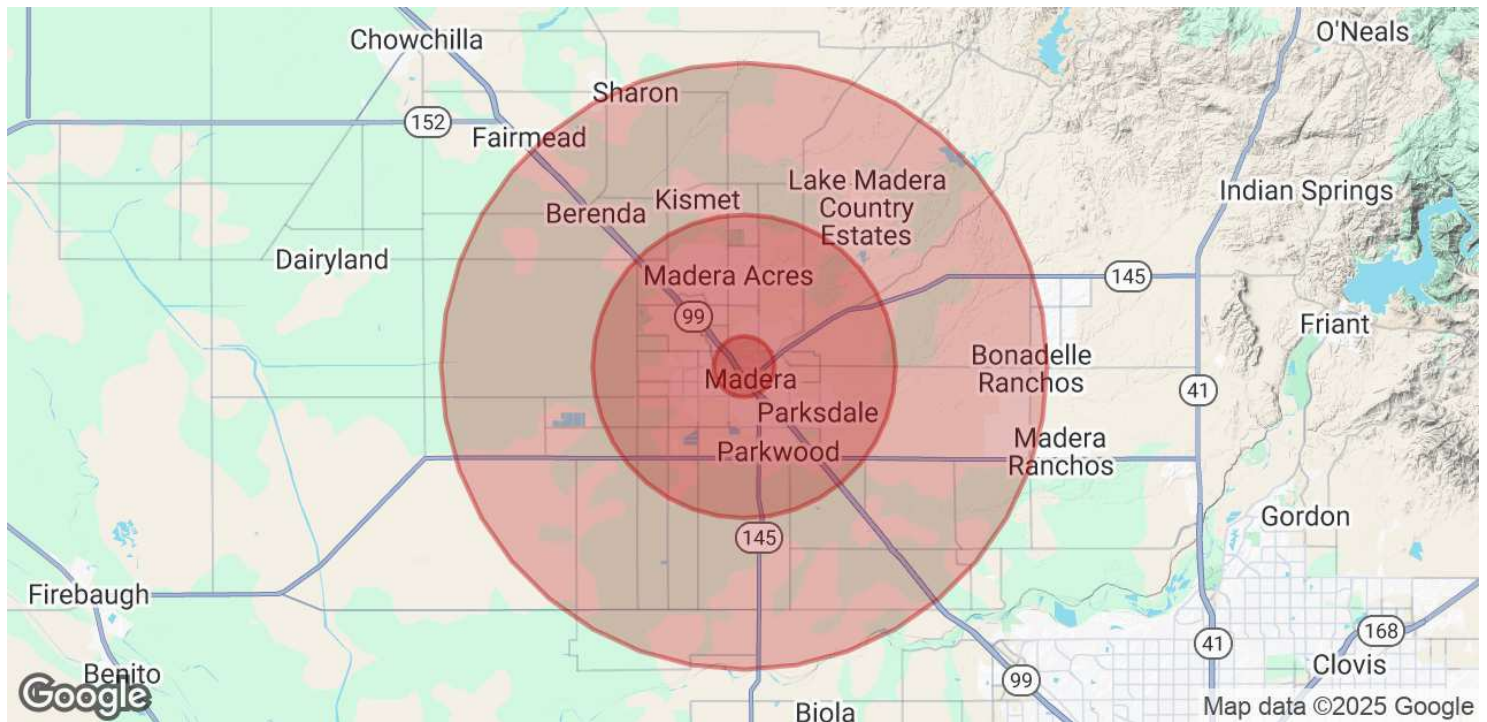 O'Neals
Chowchilla
Sharon
152
Fairmead
Lake Madera
Country
Estates
Kismet
Indian Springs
Berenda
Dairyland
Madera Acres
145
99
Friant
Bonadelle
Ranchos
Madera
41
Parksdale
Madera
Ranchos
Parkwood
Gordon
145
Firebaugh
168
41
Clovis
Benito
99
Google
Map data ©2025 Google
Biola